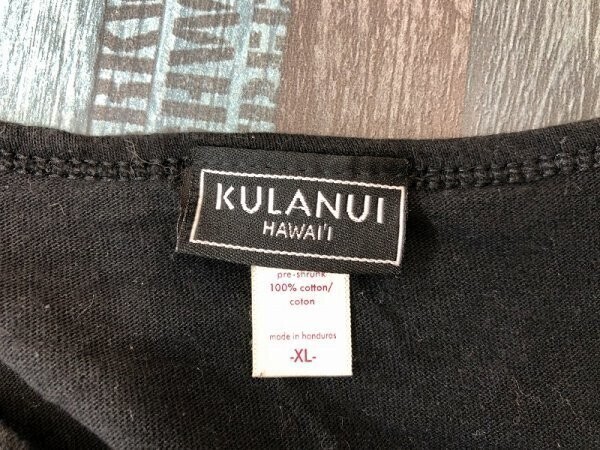 KULANUI
HAWAI'I
pre-shrunk
100% cotton/
coton
made in honduras
-XL-